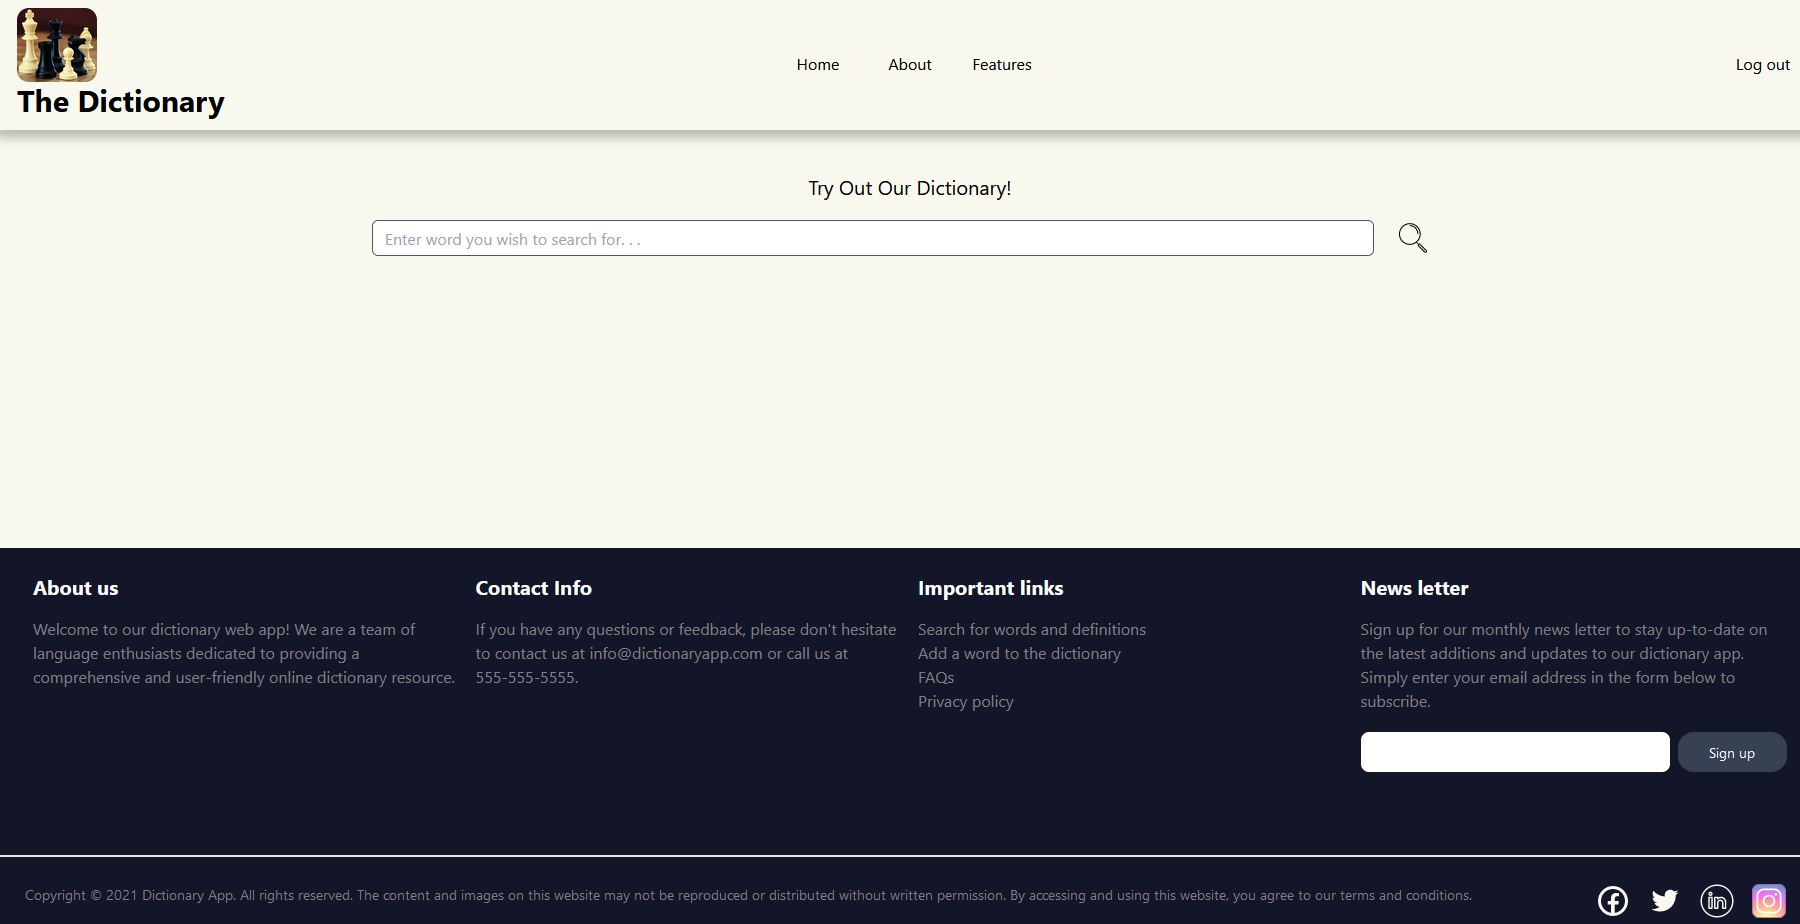 The Dictionary
Home
About
Features
Log out
Try Out Our Dictionary!
Enter word you wish to search for. . .
About us
Welcome to our dictionary web app! We are a team of
language enthusiasts dedicated to providing a
comprehensive and user-friendly online dictionary resource.
Contact Info
If you have any questions or feedback, please don't hesitate
to contact us at info@dictionaryapp.com or call us at
555-555-5555.
Important links
Search for words and definitions
Add a word to the dictionary
FAQs
Privacy policy
News letter
Sign up for our monthly news letter to stay up-to-date on
the latest additions and updates to our dictionary app.
Simply enter your email address in the form below to
subscribe.
Sign up
Copyright © 2021 Dictionary App. All rights reserved. The content and images on this website may not be reproduced or distributed without written permission. By accessing and using this website, you agree to our terms and conditions.
in